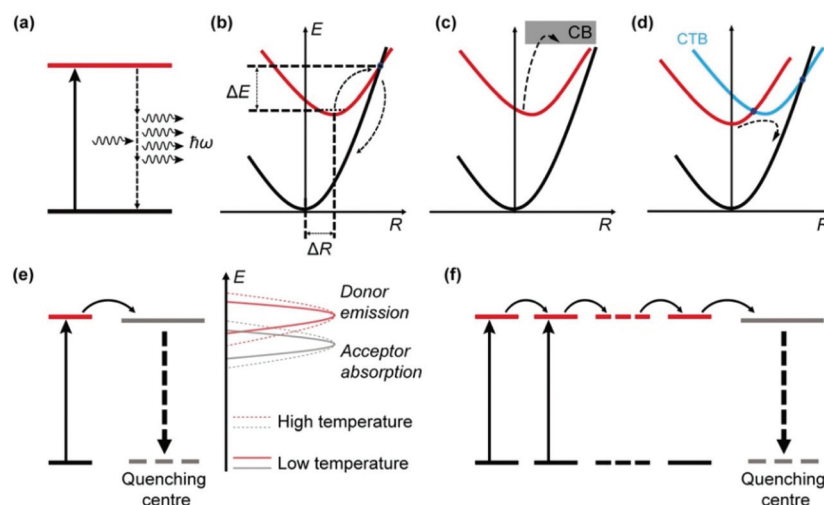 (a)
ħω
(b)
E
ΔE
ΔR
R
(c)
CB
R
(d)
CTB
R
(e)
Quenching
centre
E
Donor
emission
Acceptor
absorption
High temperature
Low temperature
(f)
Quenching
centre